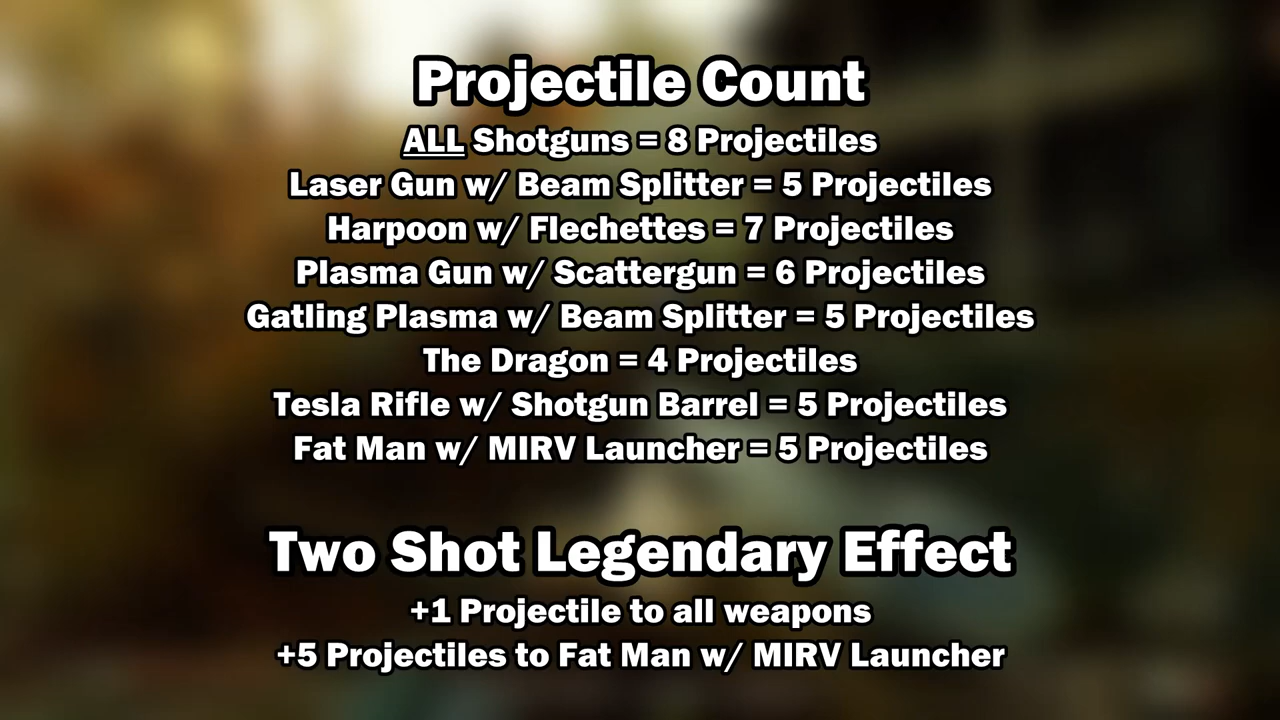 Projectile Count
ALL Shotguns = 8 Projectiles
Laser Gun w/ Beam Splitter = 5 Projectiles
Harpoon w/ Flechettes = 7 Projectiles
Plasma Gun w/ Scattergun = 6 Projectiles
Gatling Plasma w/ Beam Splitter = 5 Projectiles
The Dragon = 4 Projectiles
Tesla Rifle w/ Shotgun Barrel = 5 Projectiles
Fat Man w/ MIRV Launcher = 5 Projectiles
Two Shot Legendary Effect
+1 Projectile to all weapons
+5 Projectiles to Fat Man w/ MIRV Launcher